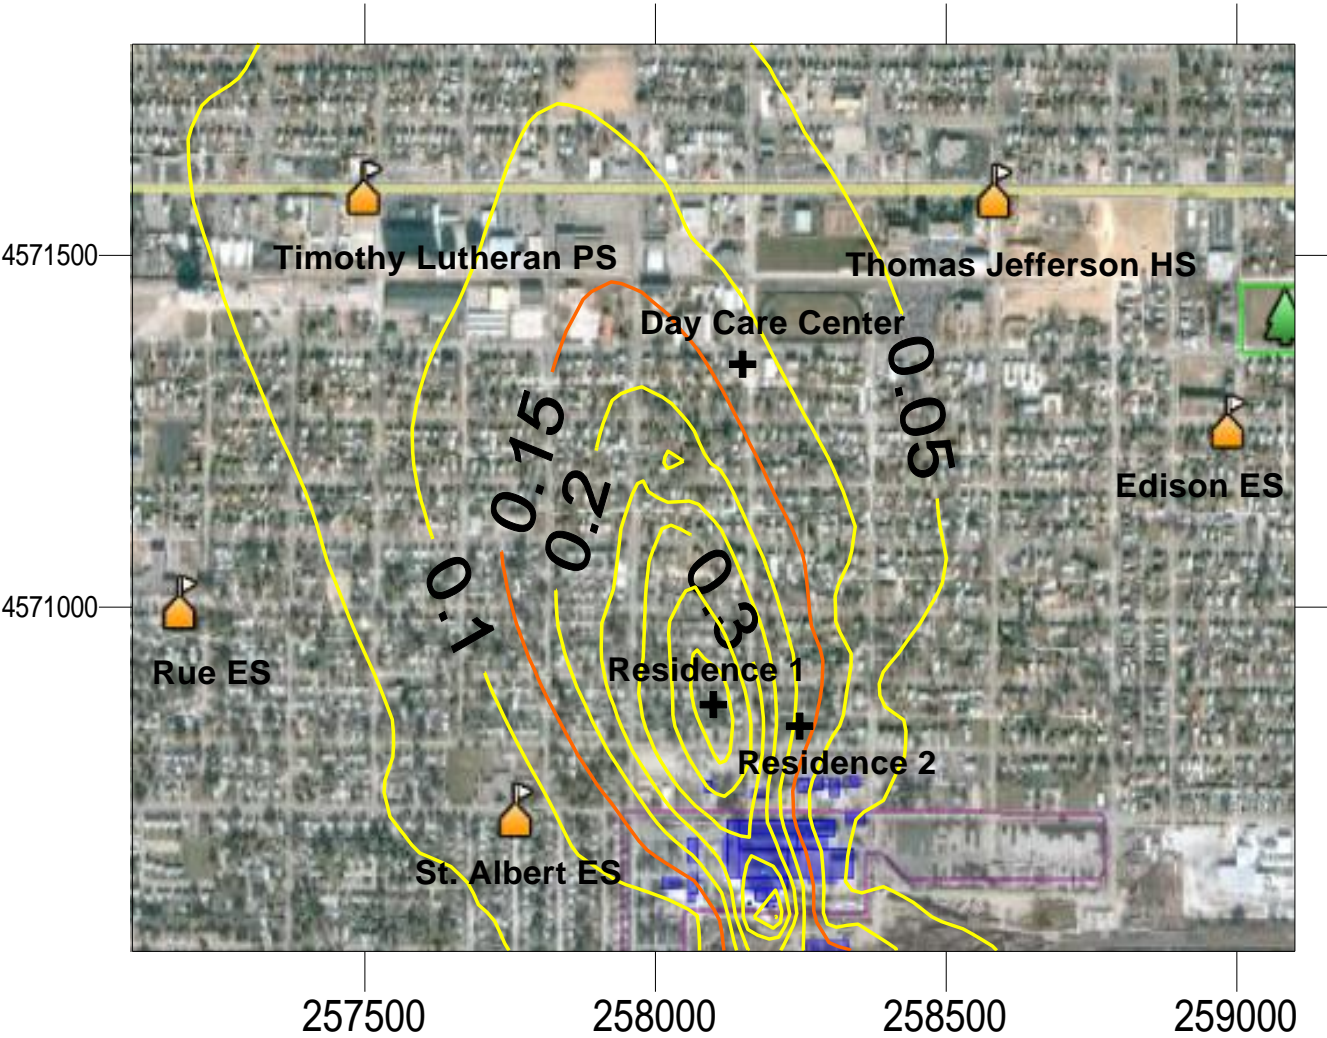 4571500
Timothy Lutheran PS
Thomas Jefferson HS
Day Care Center
0.05
0.15
0.2
Edison ES
0.1
0.3
4571000
Rue ES
Residence 1
Residence 2
St. Albert ES
257500
258000
258500
259000